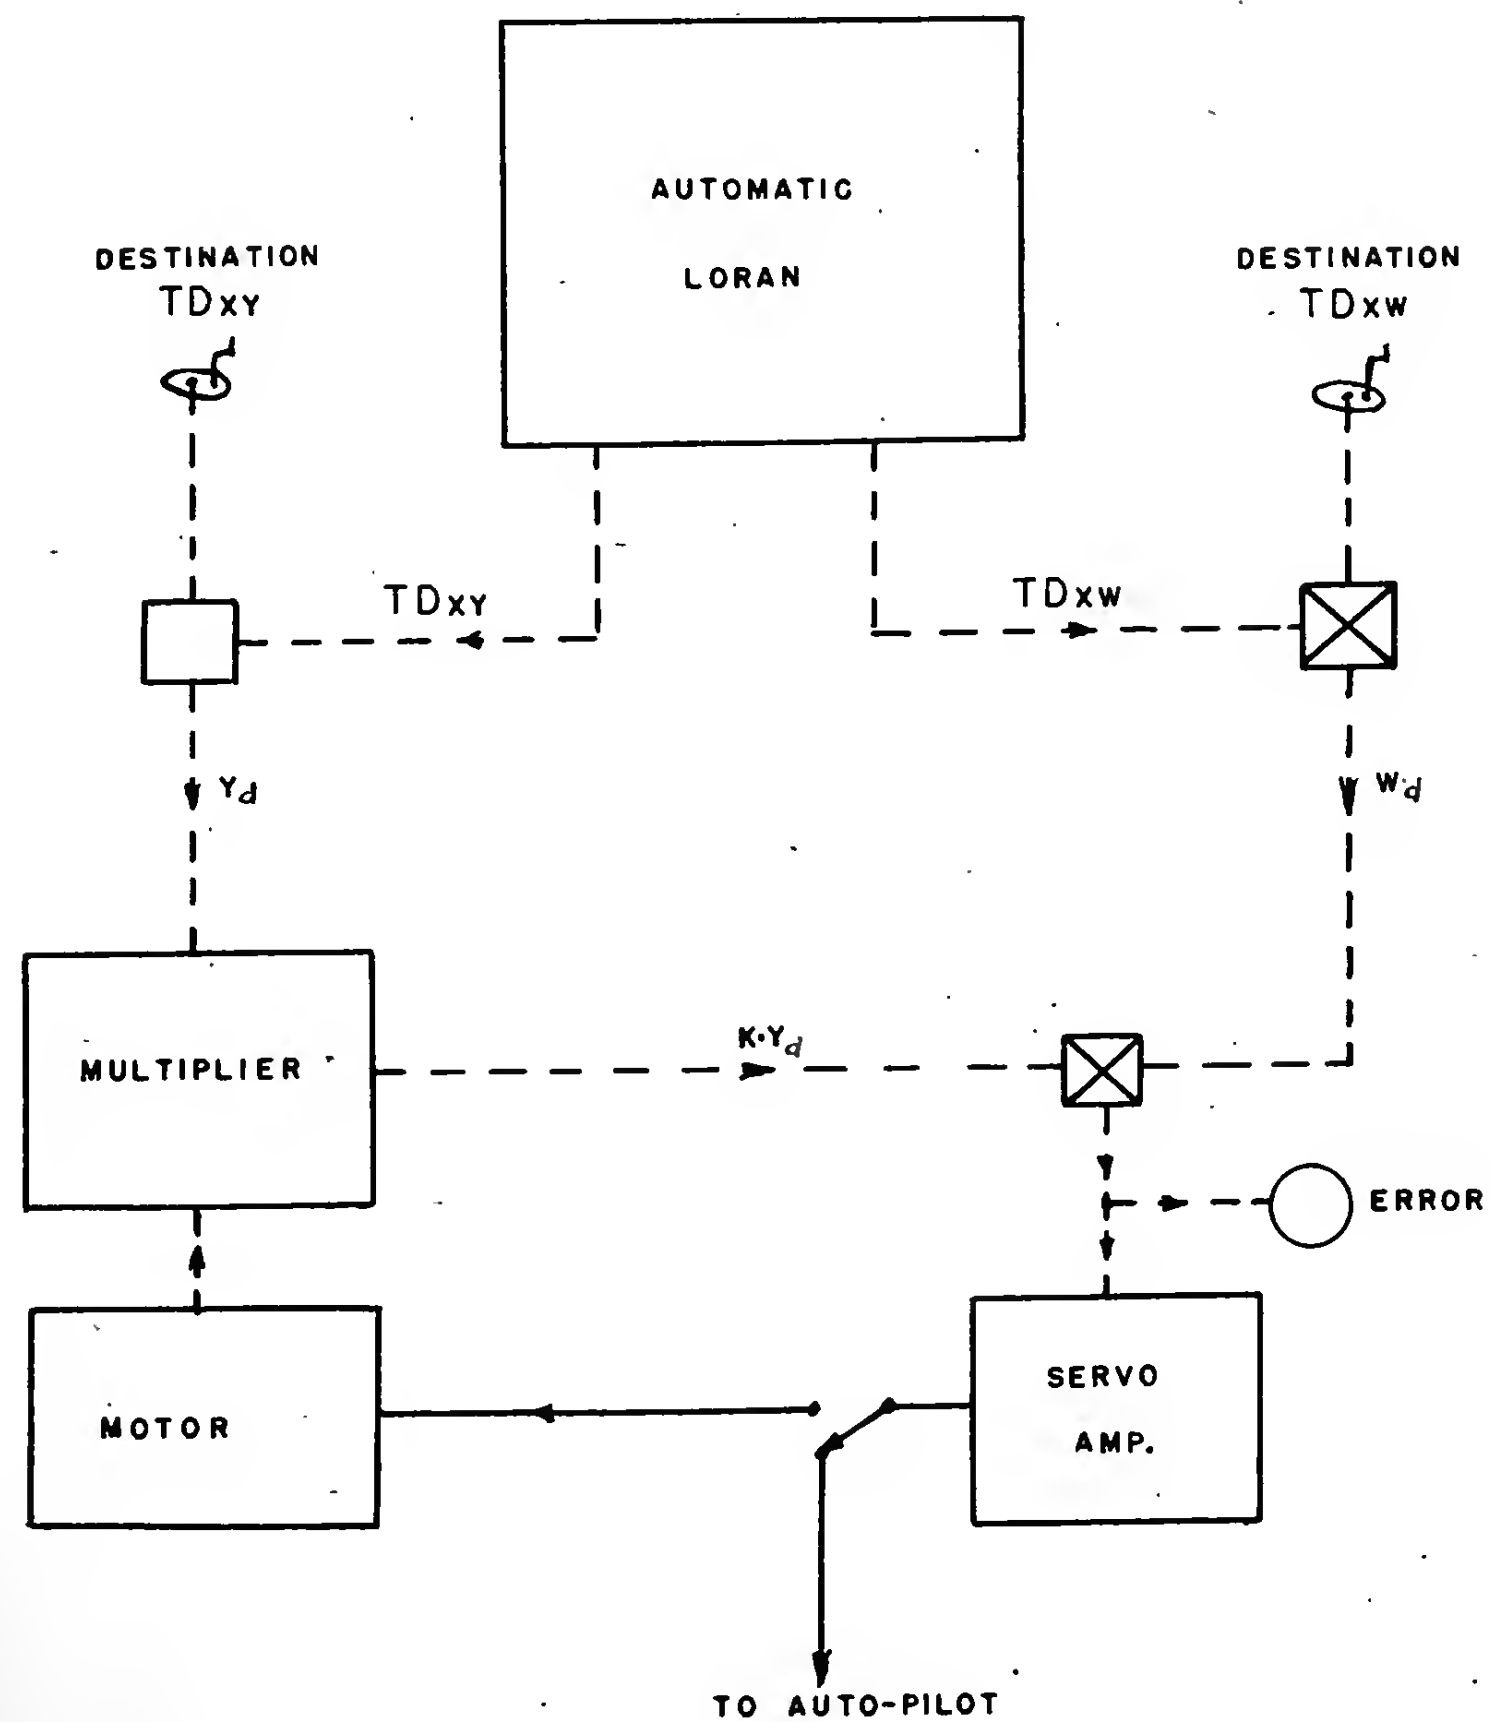 AUTOMATIC
LORAN
DESTINATION
TDXY
DESTINATION
TDXW
TDXY
TDXW
Yd
Wd
MULTIPLIER
K·Yd
ERROR
MOTOR
SERVO
AMP.
TO AUTO-PILOT